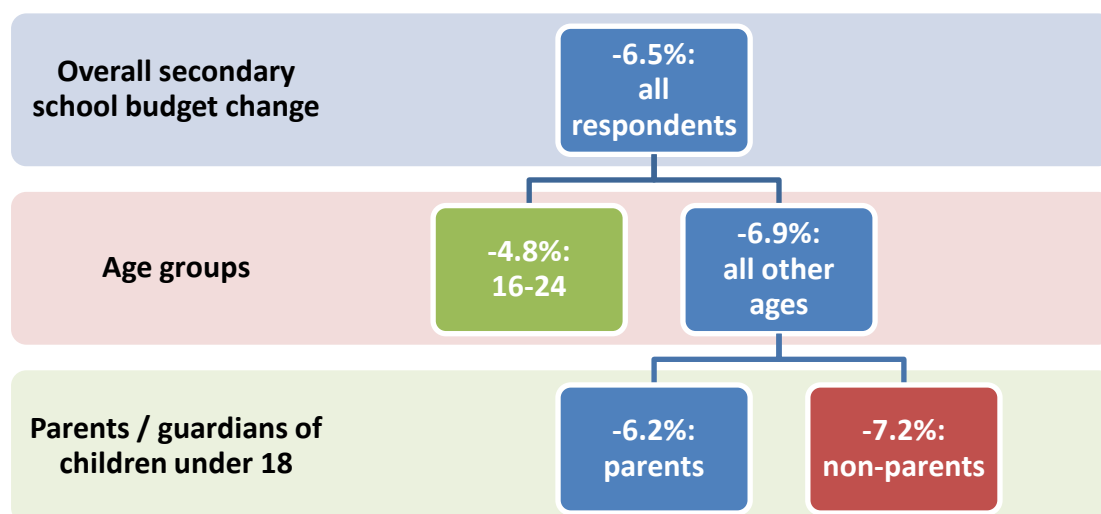 Overall secondary
school budget change
-6.5%:
all
respondents
Age groups
-4.8%:
16-24
-6.9%:
all other
ages
Parents / guardians of
children under 18
-6.2%:
parents
-7.2%:
non-parents